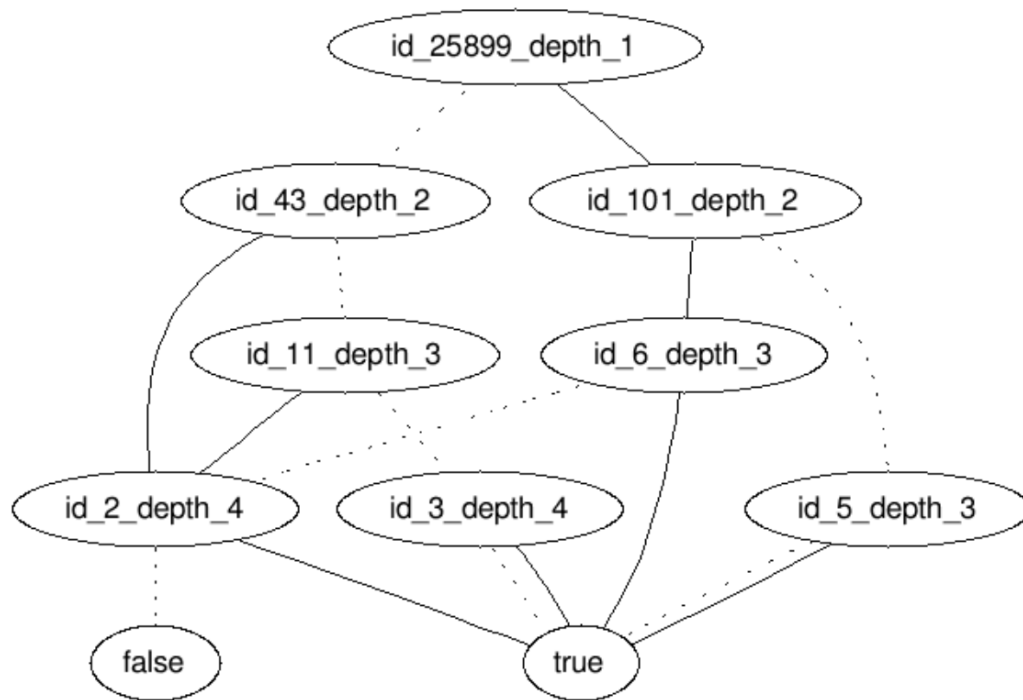 id_25899_depth_1
id_43_depth_2
id_101_depth_2
id_11_depth_3
id_6_depth_3
id_2_depth_4
id_3_depth_4
id_5_depth_3
false
true